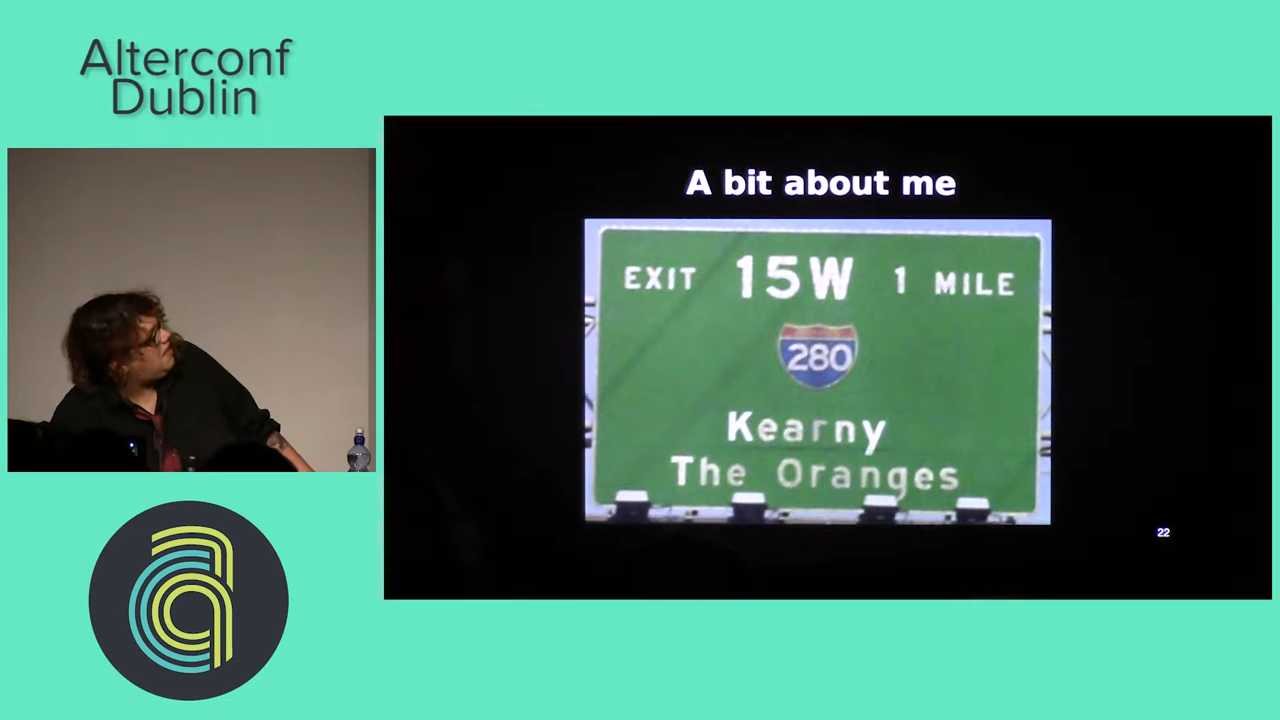 Alterconf
Dublin
A bit about me
EXIT 15W 1 MILE
280
Kearny
The Oranges
22